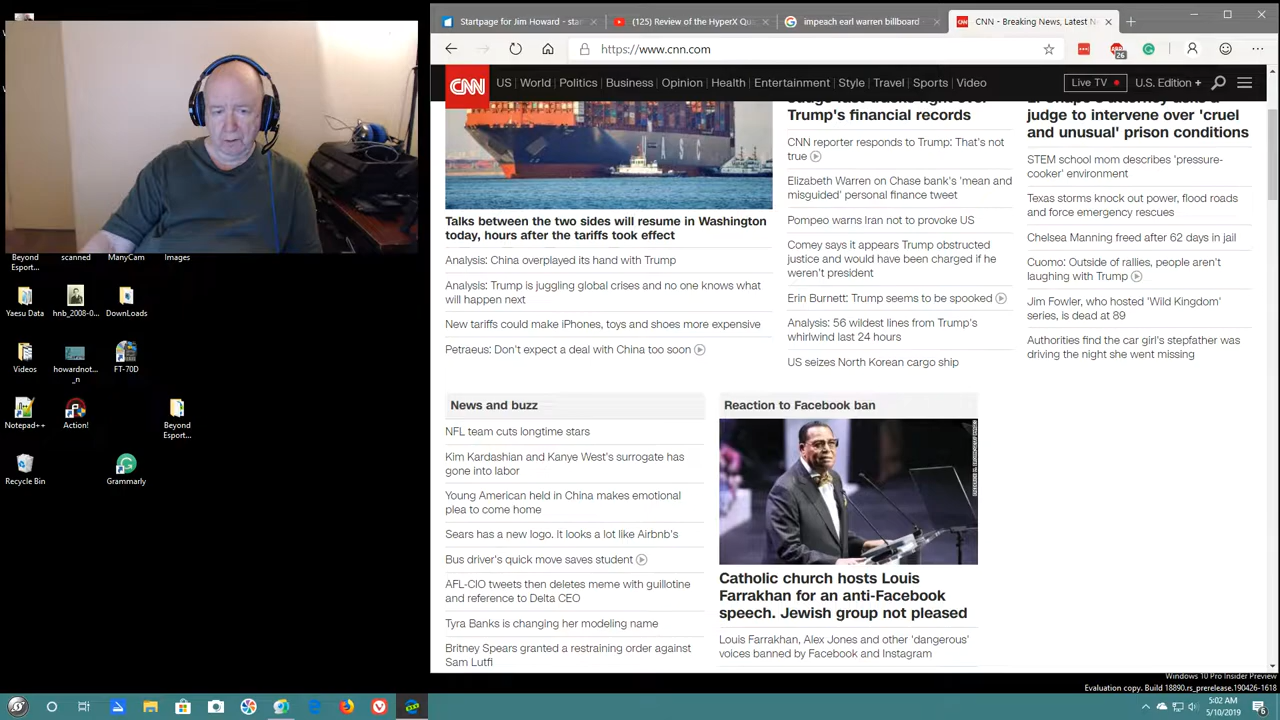 Startpage for Jim Howard - star
(125) Review of the HyperX Qu
impeach earl warren billboard
CNN - Breaking News, Latest N
https://www.cnn.com
26
CNN
US
World
Politics
Business
Opinion
Health
Entertainment
Style
Travel
Sports
Video
Live TV
U.S. Edition +
ASC
Talks between the two sides will resume in Washington
today, hours after the tariffs took effect
Analysis: China overplayed its hand with Trump
Analysis: Trump is juggling global crises and no one knows what
will happen next
New tariffs could make iPhones, toys and shoes more expensive
Petraeus: Don't expect a deal with China too soon
Trump's financial records
CNN reporter responds to Trump: That's not
true
Elizabeth Warren on Chase bank's 'mean and
misguided' personal finance tweet
Pompeo warns Iran not to provoke US
Comey says it appears Trump obstructed
justice and would have been charged if he
weren't president
Erin Burnett: Trump seems to be spooked
Analysis: 56 wildest lines from Trump's
whirlwind last 24 hours
US seizes North Korean cargo ship
judge to intervene over 'cruel
and unusual' prison conditions
STEM school mom describes 'pressure-
cooker' environment
Texas storms knock out power, flood roads
and force emergency rescues
Chelsea Manning freed after 62 days in jail
Cuomo: Outside of rallies, people aren't
laughing with Trump
Jim Fowler, who hosted 'Wild Kingdom'
series, is dead at 89
Authorities find the car girl's stepfather was
driving the night she went missing
News and buzz
NFL team cuts longtime stars
Kim Kardashian and Kanye West's surrogate has
gone into labor
Young American held in China makes emotional
plea to come home
Sears has a new logo. It looks a lot like Airbnb's
Bus driver's quick move saves student
AFL-CIO tweets then deletes meme with guillotine
and reference to Delta CEO
Tyra Banks is changing her modeling name
Britney Spears granted a restraining order against
Sam Lutfi
Reaction to Facebook ban
Catholic church hosts Louis
Farrakhan for an anti-Facebook
speech. Jewish group not pleased
Louis Farrakhan, Alex Jones and other 'dangerous'
voices banned by Facebook and Instagram
Beyond
Esport...
scanned
ManyCam
Images
Yaesu Data
hnb_2008-0...
DownLoads
Videos
howardnot...
_n
FT-70D
Notepad++
Action!
Beyond
Esport...
Recycle Bin
Grammarly
Windows 10 Pro Insider Preview
Evaluation copy. Build 18890.rs_prerelease.190426-1618
5:02 AM
5/10/2019
6